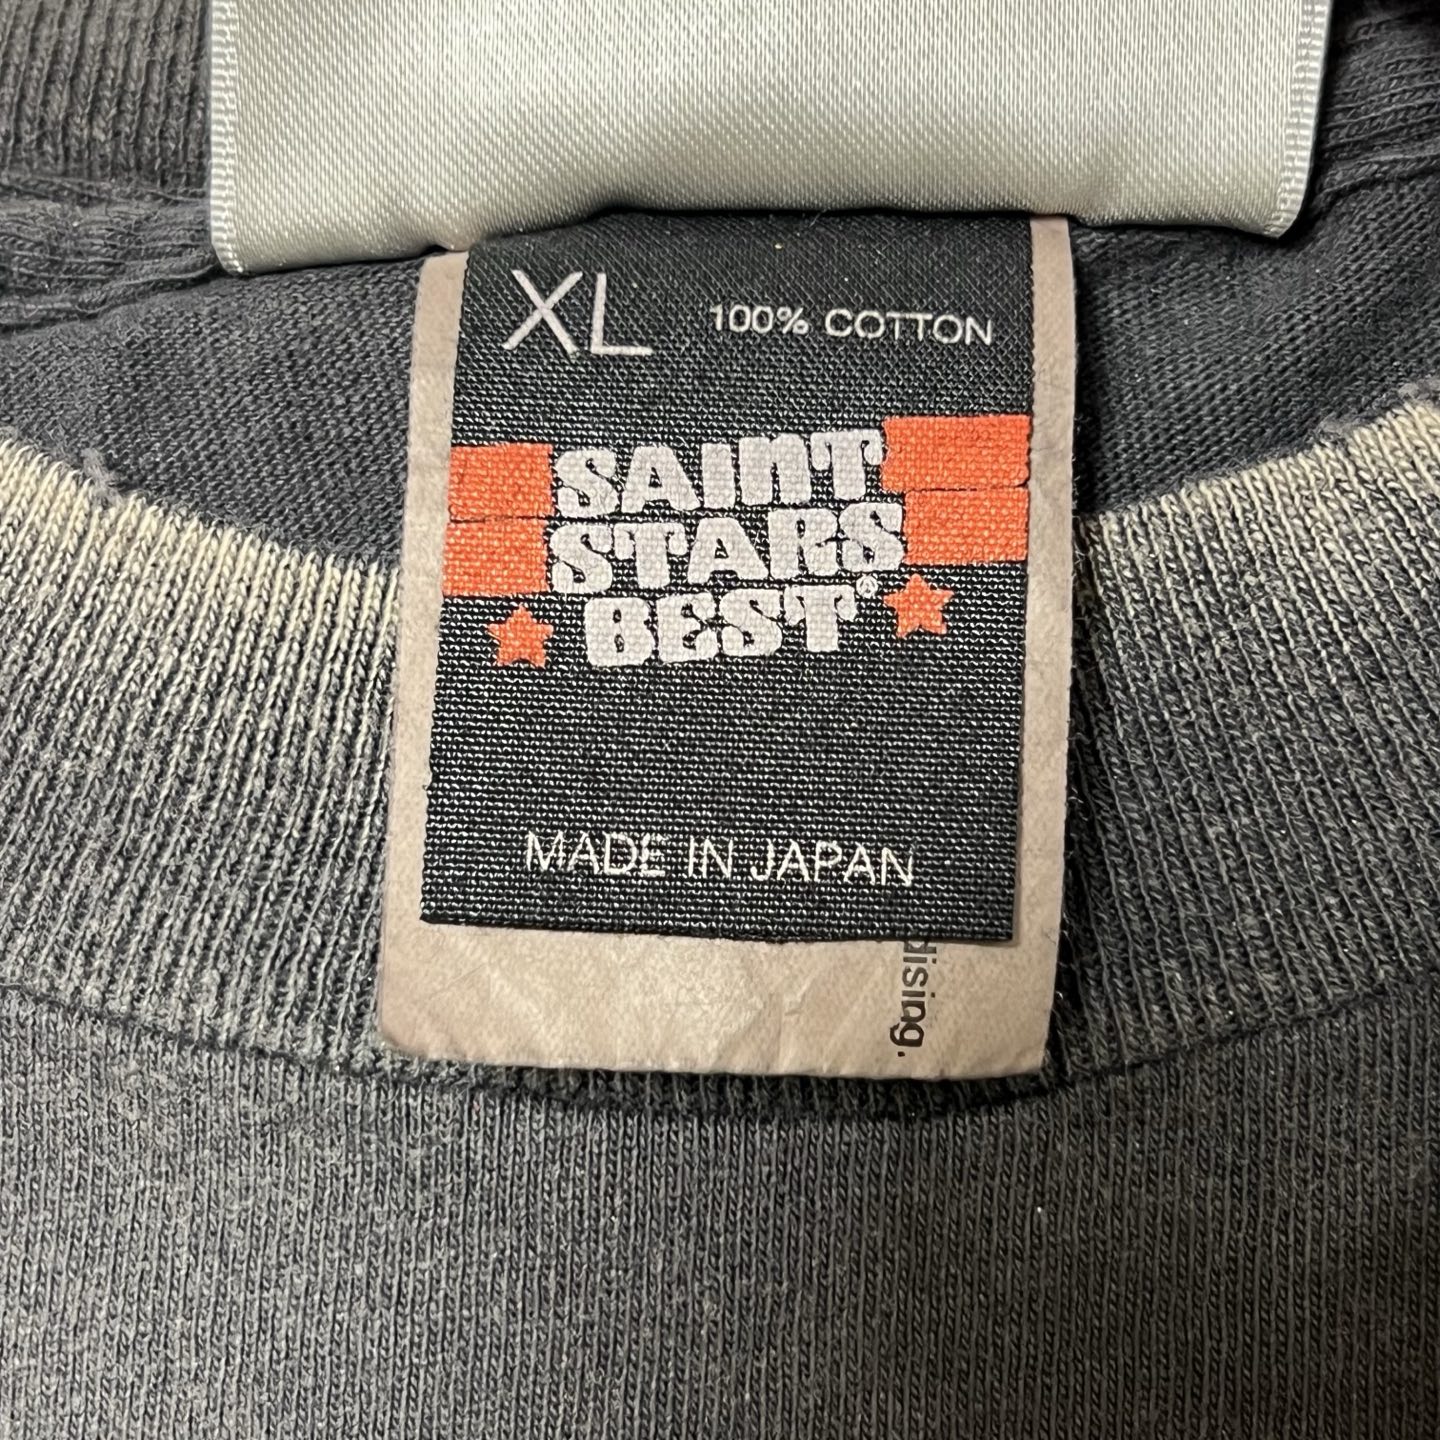 XL 100% COTTON
SAINT
STARS
BEST®
MADE IN JAPAN
dising.